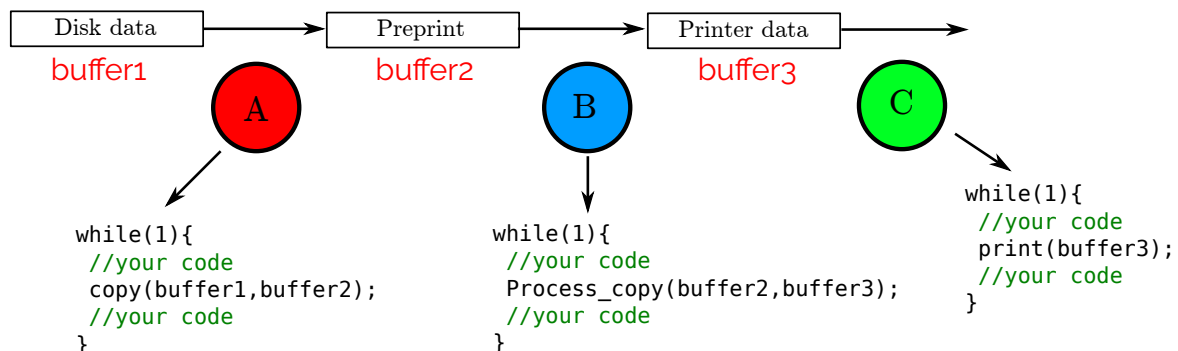 Disk data
Preprint
Printer data
buffer1
buffer2
buffer3
A
B
C
while(1){
//your code
copy(buffer1,buffer2);
//your code
}
while(1){
//your code
Process_copy(buffer2,buffer3);
//your code
}
while(1){
//your code
print(buffer3);
//your code
}